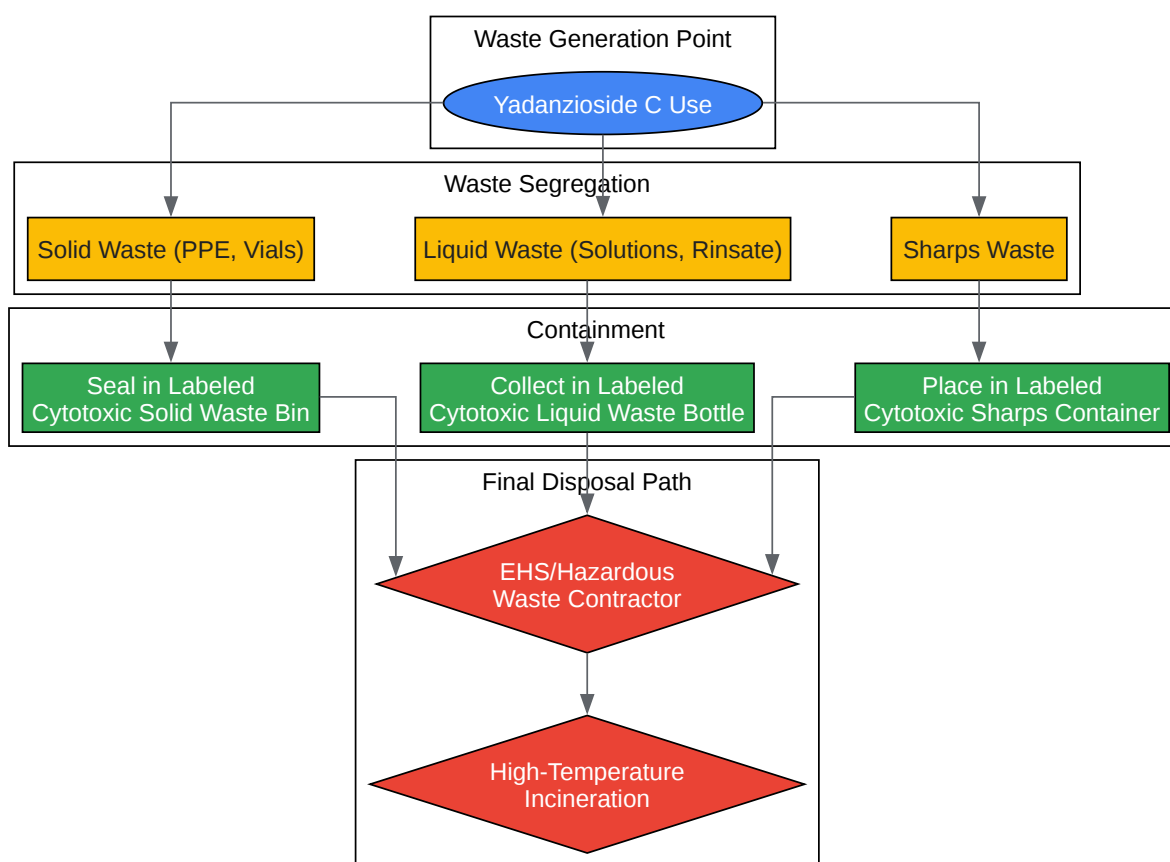 Waste Generation Point
Yadanzioside C Use
Waste Segregation
Solid Waste (PPE, Vials)
Liquid Waste (Solutions, Rinsate)
Sharps Waste
Containment
Seal in Labeled
Cytotoxic Solid Waste Bin
Collect in Labeled
Cytotoxic Liquid Waste Bottle
Place in Labeled
Cytotoxic Sharps Container
Final Disposal Path
EHS/Hazardous
Waste Contractor
High-Temperature
Incineration